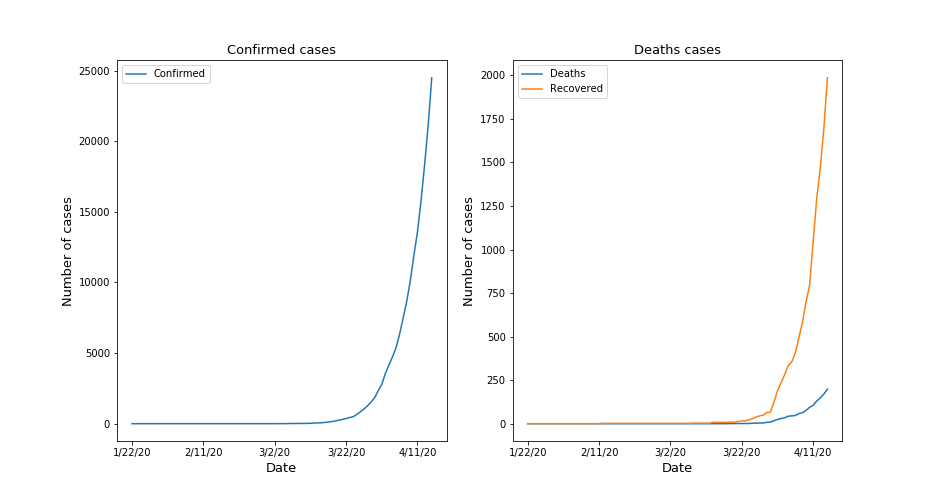 Confirmed cases
Confirmed
25000
20000
15000
10000
5000
0
Number of cases
1/22/20 2/11/20 3/2/20 3/22/20 4/11/20
Date
Deaths cases
Deaths
Recovered
2000
1750
1500
1250
1000
750
500
250
0
Number of cases
1/22/20 2/11/20 3/2/20 3/22/20 4/11/20
Date